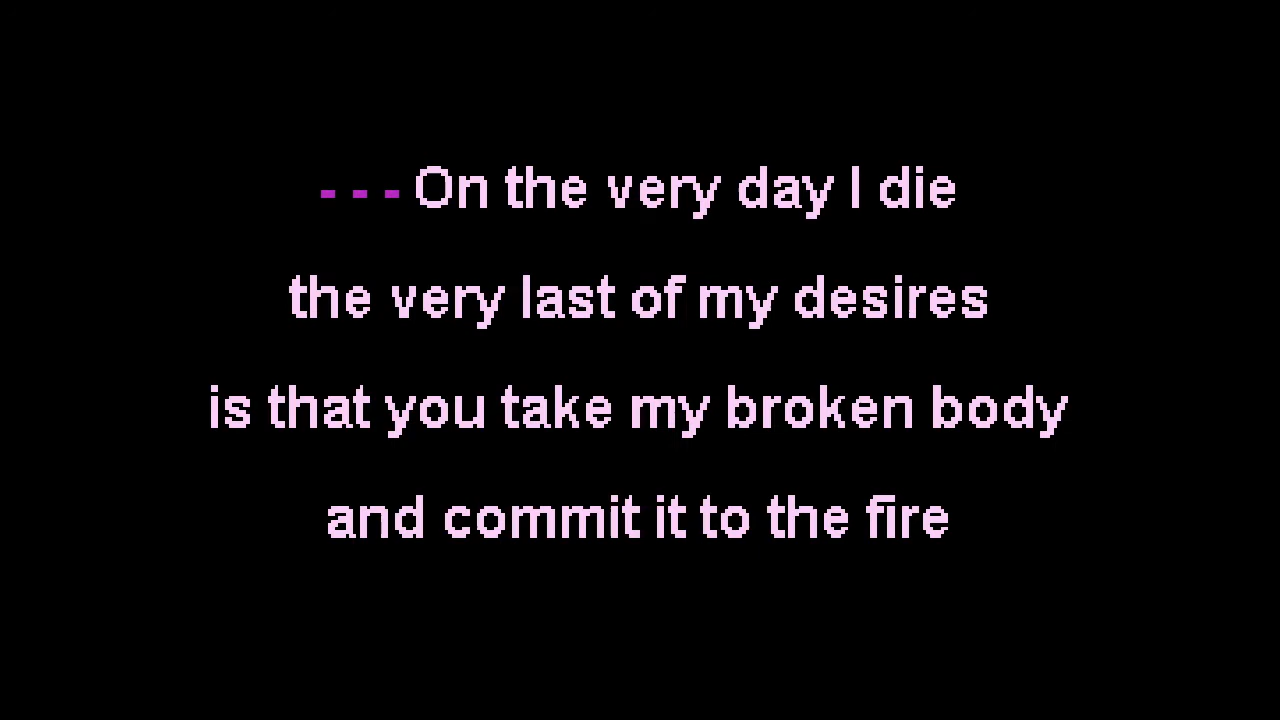 - - - On the very day I die
the very last of my desires
is that you take my broken body
and commit it to the fire